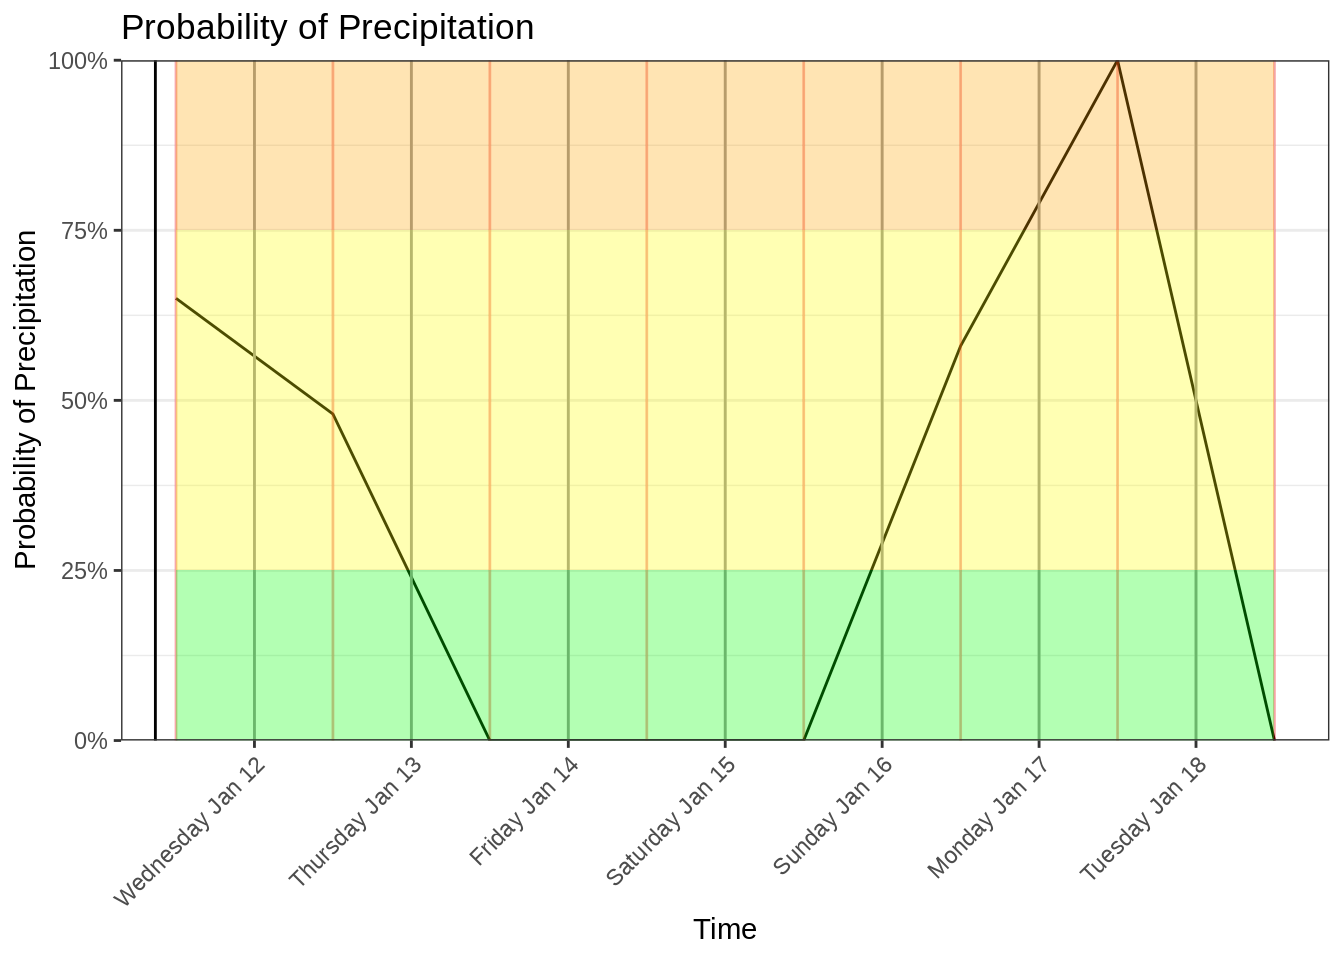 Probability of Precipitation
Probability of Precipitation
100%
75%
50%
25%
0%
Wednesday Jan 12
Thursday Jan 13
Friday Jan 14
Saturday Jan 15
Sunday Jan 16
Monday Jan 17
Tuesday Jan 18
Time